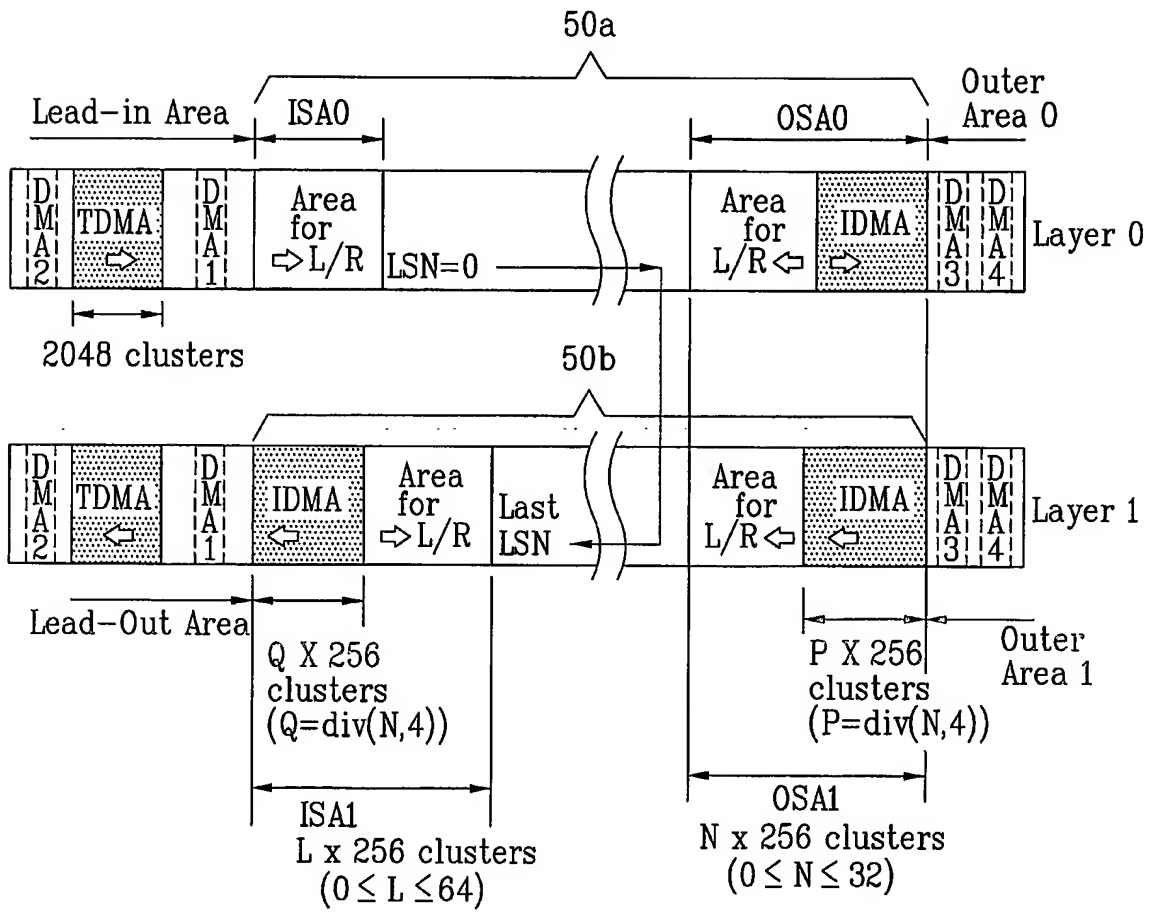 50a
Lead-in Area
ISA0
OSA0
Outer
Area 0
DMA2
TDMA
DMA1
Area
for
L/R
LSN=0
Area
for
L/R
IDMA
DMA3
DMA4
Layer 0
2048 clusters
50b
DMA2
TDMA
DMA1
IDMA
Area
for
L/R
Last
LSN
Area
for
L/R
IDMA
DMA3
DMA4
Layer 1
Lead-Out Area
Q X 256
clusters
(Q=div(N,4))
P X 256
clusters
(P=div(N,4))
Outer
Area 1
ISA1
L x 256 clusters
(0 ≤ L ≤ 64)
OSA1
N x 256 clusters
(0 ≤ N ≤ 32)